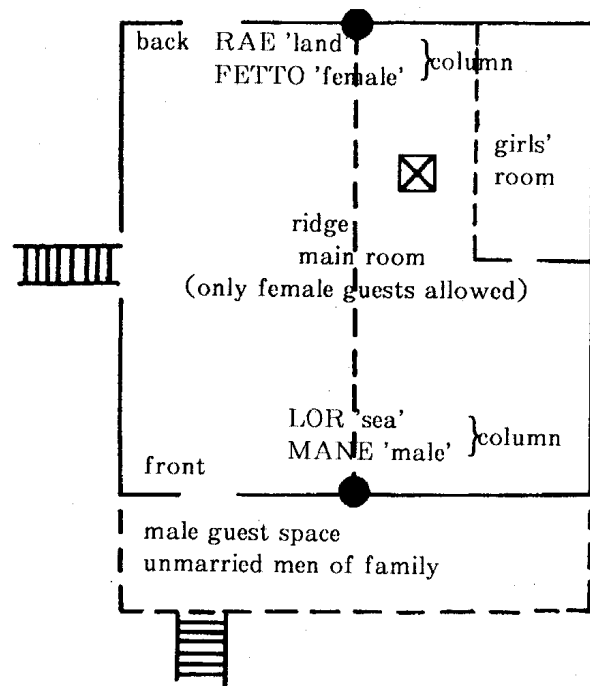 back RAE 'land
FETTO 'female'
}column
girls'
room
ridge
main room
(only female guests allowed)
LOR 'sea'
MANE 'male'
}column
front
male guest space
unmarried men of family